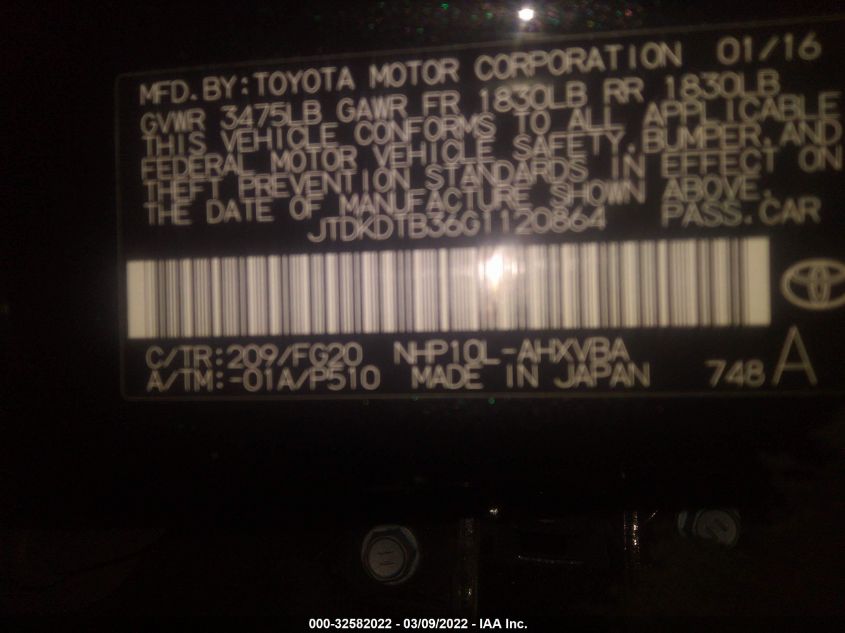 MFD. BY: TOYOTA MOTOR CORPORATION 01/16
GVWR 3475LB GAWR FR 1830LB RR 1830LB
THIS VEHICLE CONFORMS TO ALL APPLICABLE
FEDERAL MOTOR VEHICLE SAFETY, BUMPER, AND
THEFT PREVENTION STANDARDS IN EFFECT ON
THE DATE OF MANUFACTURE SHOWN ABOVE.
JTDKDTB36G1120864 PASS. CAR
C/TR: 209/FG20 NHP10L-AHXVBA
A/TM: -01A/P510 MADE IN JAPAN 748 A
000-32582022 - 03/09/2022 - IAA Inc.